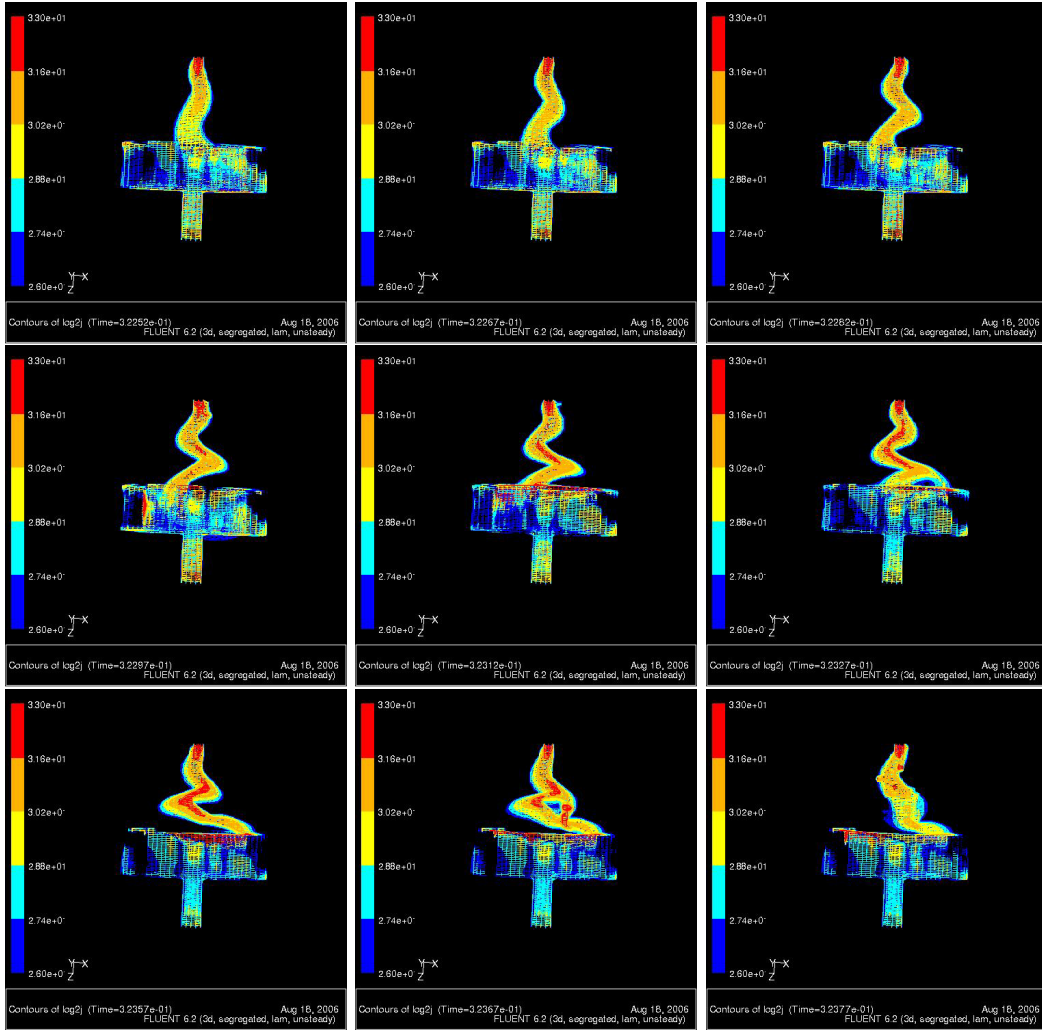 3.30e+01
3.16e+01
3.02e+0
2.88e+01
2.74e+0
2.60e+0
Y X
Z
Contours of log2j (Time=3.2252e-01) Aug 18, 2006
FLUENT 6.2 (3d, segregated, lam, unsteady)
3.30e+01
3.16e+01
3.02e+0
2.88e+01
2.74e+0
2.60e+0
Y X
Z
Contours of log2j (Time=3.2267e-01) Aug 18, 2006
FLUENT 6.2 (3d, segregated, lam, unsteady)
3.30e+01
3.16e+01
3.02e+0
2.88e+01
2.74e+0
2.60e+0
Y X
Z
Contours of log2j (Time=3.2282e-01) Aug 18, 2006
FLUENT 6.2 (3d, segregated, lam, unsteady)
3.30e+01
3.16e+01
3.02e+0
2.88e+01
2.74e+0
2.60e+0
Y X
Z
Contours of log2j (Time=3.2297e-01) Aug 18, 2006
FLUENT 6.2 (3d, segregated, lam, unsteady)
3.30e+01
3.16e+01
3.02e+0
2.88e+01
2.74e+0
2.60e+0
Y X
Z
Contours of log2j (Time=3.2312e-01) Aug 18, 2006
FLUENT 6.2 (3d, segregated, lam, unsteady)
3.30e+01
3.16e+01
3.02e+0
2.88e+01
2.74e+0
2.60e+0
Y X
Z
Contours of log2j (Time=3.2327e-01) Aug 18, 2006
FLUENT 6.2 (3d, segregated, lam, unsteady)
3.30e+01
3.16e+01
3.02e+0
2.88e+01
2.74e+0
2.60e+0
Y X
Z
Contours of log2j (Time=3.2357e-01) Aug 18, 2006
FLUENT 6.2 (3d, segregated, lam, unsteady)
3.30e+01
3.16e+01
3.02e+0
2.88e+01
2.74e+0
2.60e+0
Y X
Z
Contours of log2j (Time=3.2367e-01) Aug 18, 2006
FLUENT 6.2 (3d, segregated, lam, unsteady)
3.30e+01
3.16e+01
3.02e+0
2.88e+01
2.74e+0
2.60e+0
Y X
Z
Contours of log2j (Time=3.2377e-01) Aug 18, 2006
FLUENT 6.2 (3d, segregated, lam, unsteady)